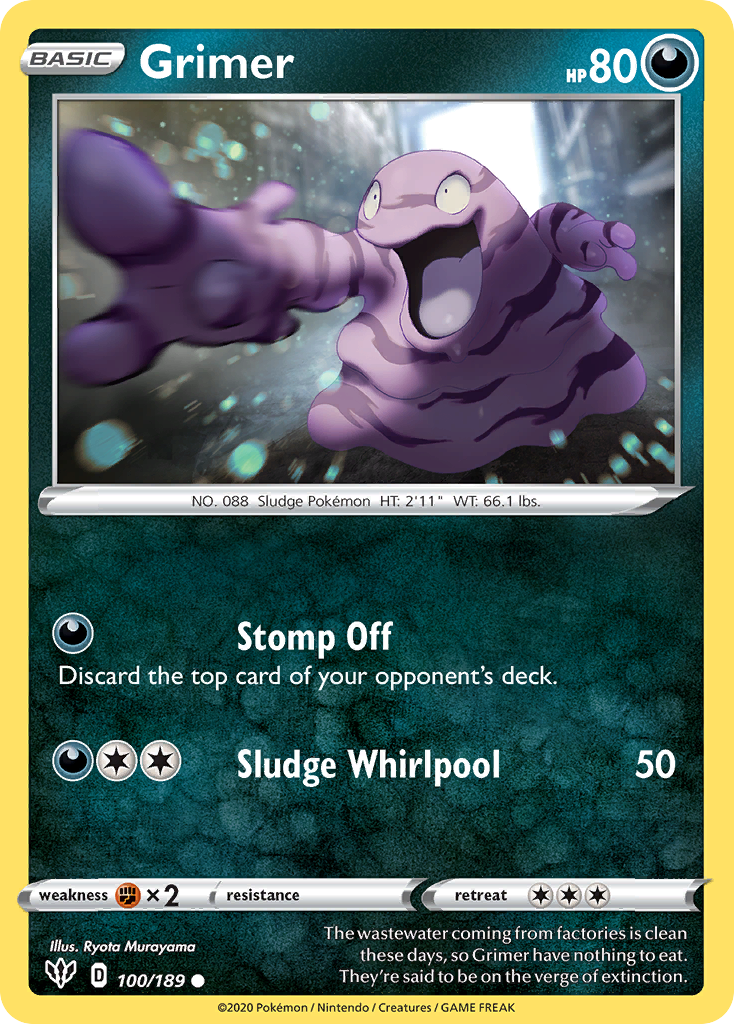 BASIC Grimer HP 80
NO. 088 Sludge Pokémon HT: 2'11" WT: 66.1 lbs.
Stomp Off
Discard the top card of your opponent's deck.
Sludge Whirlpool 50
weakness ×2 resistance retreat
Illus. Ryota Murayama
D 100/189
The wastewater coming from factories is clean
these days, so Grimer have nothing to eat.
They're said to be on the verge of extinction.
©2020 Pokémon / Nintendo / Creatures / GAME FREAK